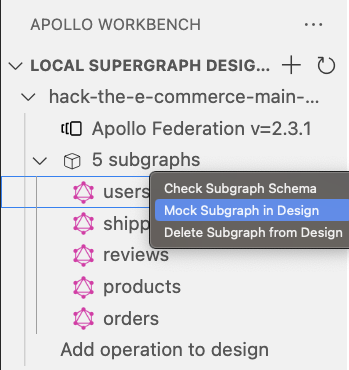 APOLLO WORKBENCH
LOCAL SUPERGRAPH DESIG...
hack-the-e-commerce-main-...
Apollo Federation v=2.3.1
5 subgraphs
users
Check Subgraph Schema
Mock Subgraph in Design
shipp
Delete Subgraph from Design
reviews
products
orders
Add operation to design